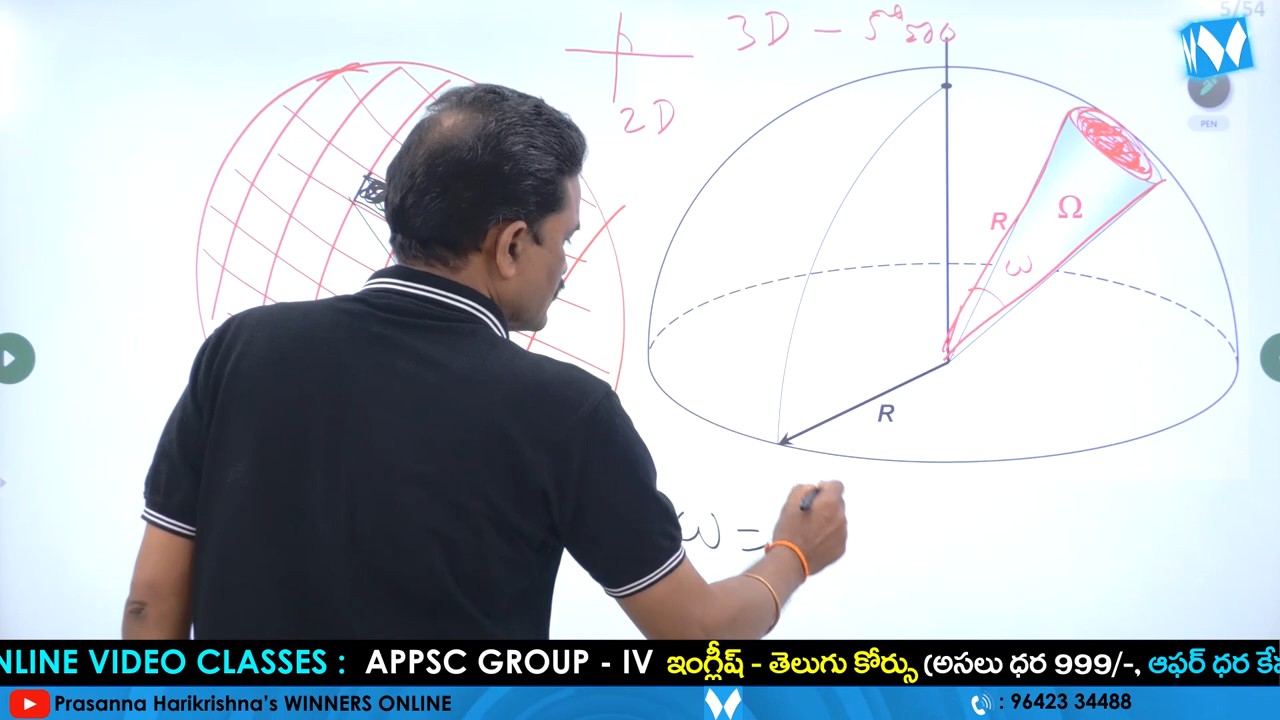 5/54
3D -
2D
PEN
R
Ω
ω
R
ω =
NLINE VIDEO CLASSES : APPSC GROUP - IV ఇంగ్లీష్ - తెలుగు కోర్సు (అసలు ధర 999/-, ఆఫర్ ధర కే
Prasanna Harikrishna's WINNERS ONLINE
: 96423 34488